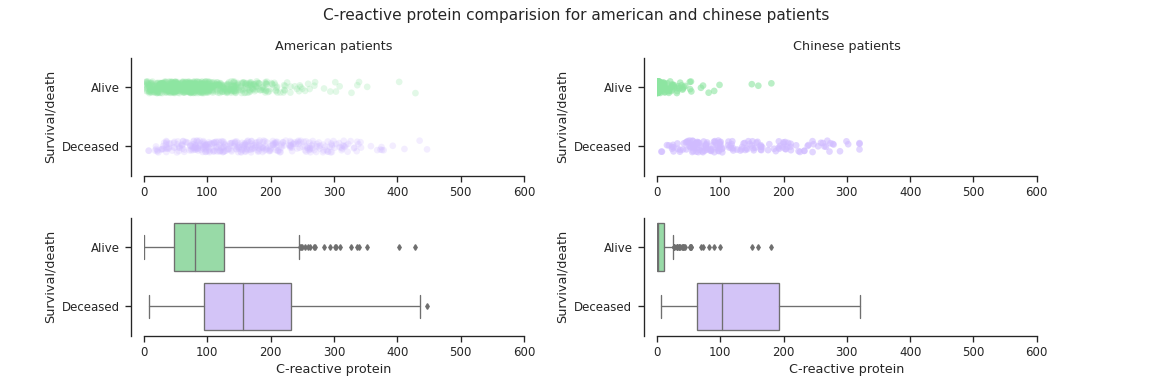 C-reactive protein comparision for american and chinese patients
American patients
Survival/death
Alive
Deceased
0 100 200 300 400 500 600
Chinese patients
Survival/death
Alive
Deceased
0 100 200 300 400 500 600
Survival/death
Alive
Deceased
0 100 200 300 400 500 600
C-reactive protein
Survival/death
Alive
Deceased
0 100 200 300 400 500 600
C-reactive protein